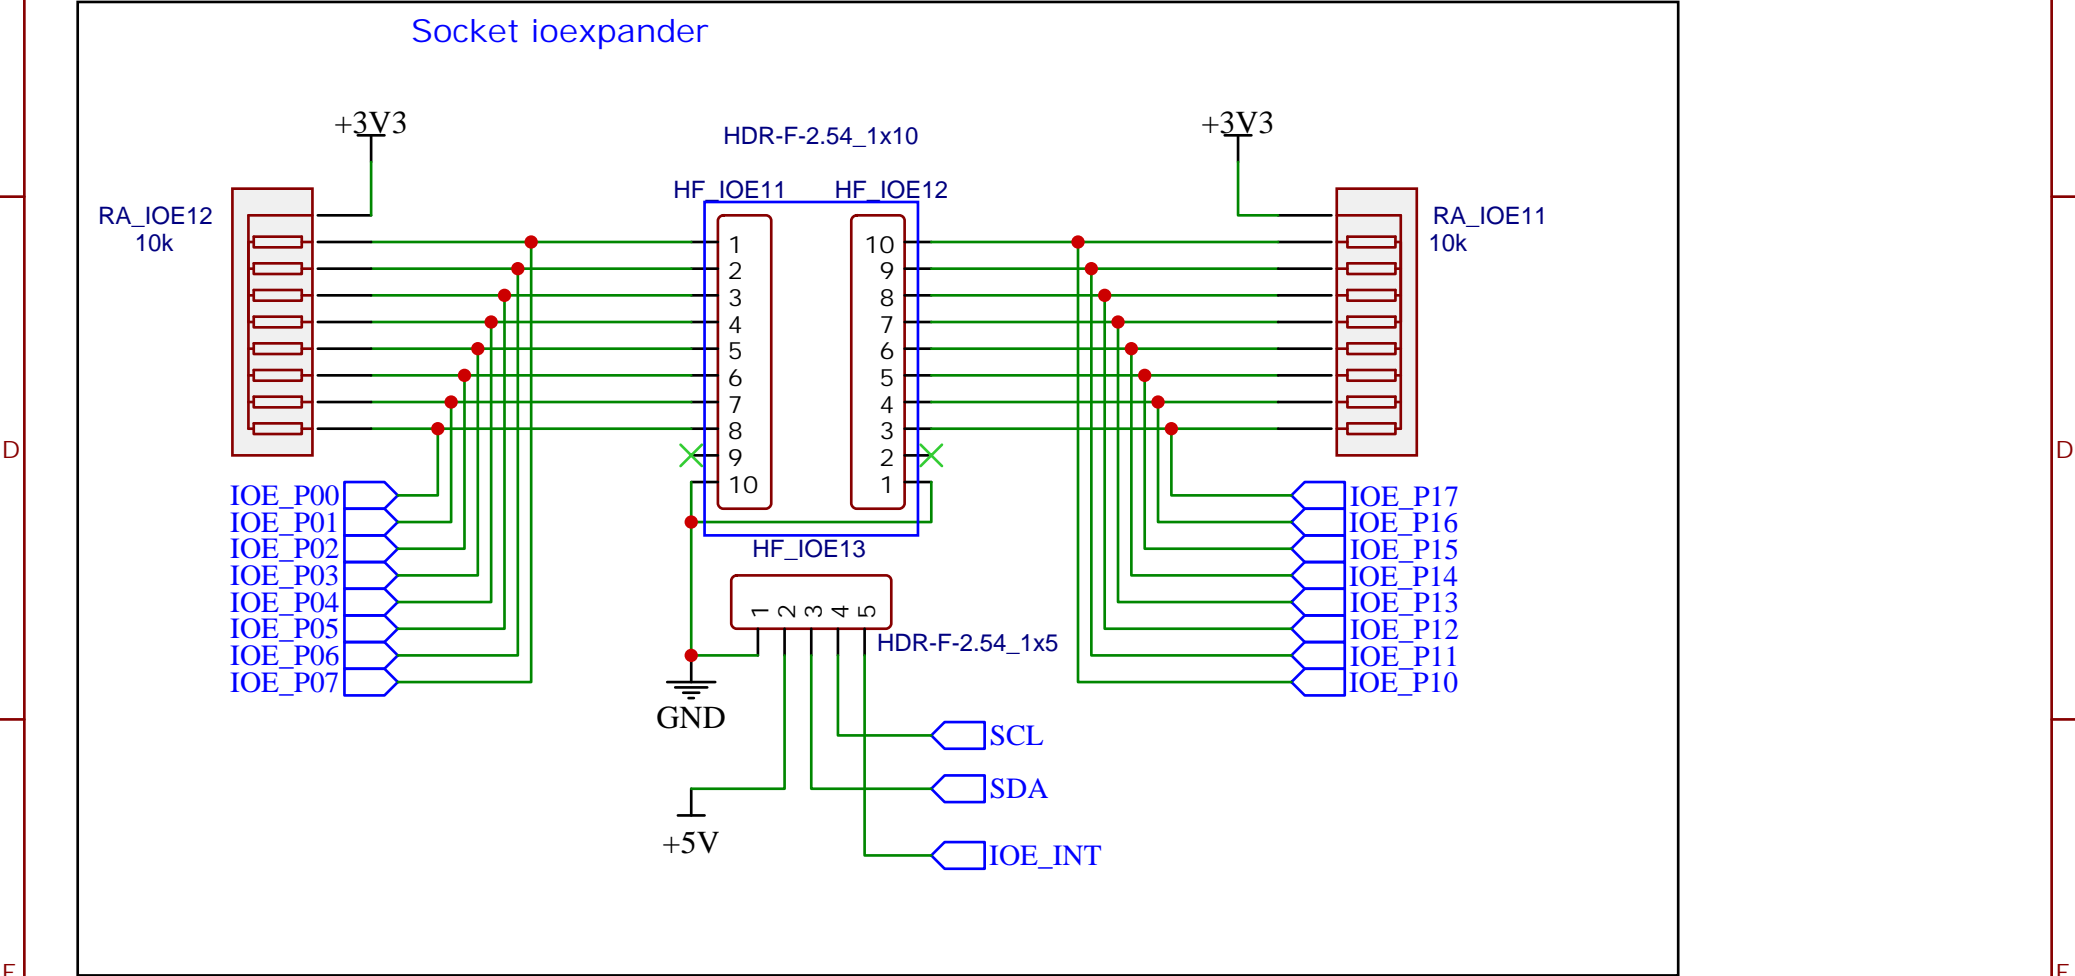 Socket ioexpander
+3V3
+3V3
HDR-F-2.54_1x10
HF_IOE11
HF_IOE12
RA_IOE12
10k
RA_IOE11
10k
1
2
3
4
5
6
7
8
9
10
10
9
8
7
6
5
4
3
2
1
D
D
IOE_P00
IOE_P01
IOE_P02
IOE_P03
IOE_P04
IOE_P05
IOE_P06
IOE_P07
IOE_P17
IOE_P16
IOE_P15
IOE_P14
IOE_P13
IOE_P12
IOE_P11
IOE_P10
HF_IOE13
1 2 3 4 5
HDR-F-2.54_1x5
GND
SCL
SDA
+5V
IOE_INT